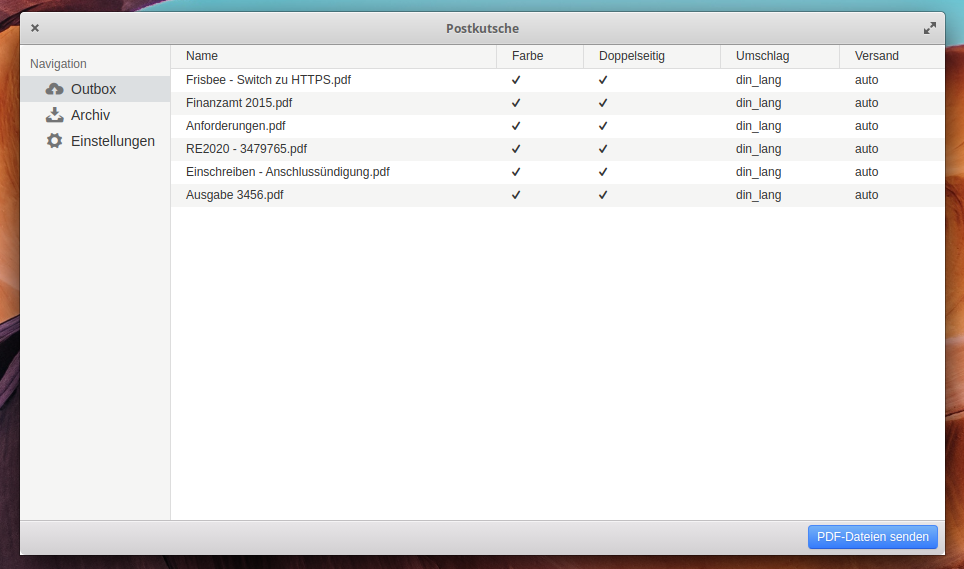 Postkutsche
Navigation
Outbox
Archiv
Einstellungen
Name Farbe Doppelseitig Umschlag Versand
Frisbee - Switch zu HTTPS.pdf ✔ ✔ din_lang auto
Finanzamt 2015.pdf ✔ ✔ din_lang auto
Anforderungen.pdf ✔ ✔ din_lang auto
RE2020 - 3479765.pdf ✔ ✔ din_lang auto
Einschreiben - Anschlussündigung.pdf ✔ ✔ din_lang auto
Ausgabe 3456.pdf ✔ ✔ din_lang auto
PDF-Dateien senden